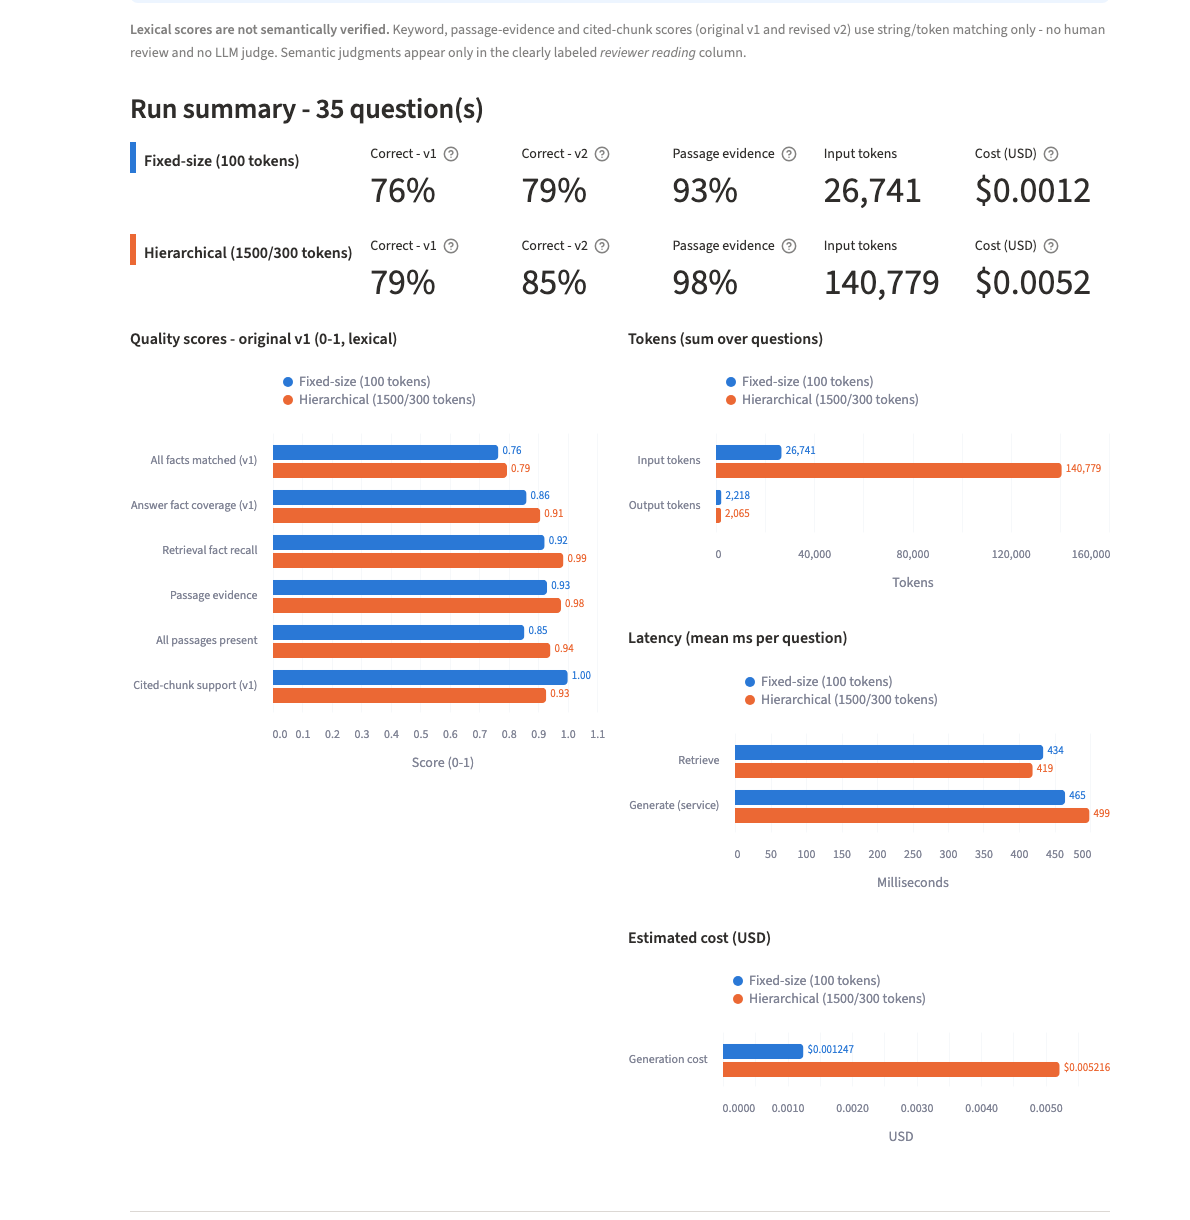 Lexical scores are not semantically verified. Keyword, passage-evidence and cited-chunk scores (original v1 and revised v2) use string/token matching only - no human
review and no LLM judge. Semantic judgments appear only in the clearly labeled reviewer reading column.
Run summary - 35 question(s)
Fixed-size (100 tokens)
Correct - v1 ?
Correct - v2 ?
Passage evidence ?
Input tokens
Cost (USD) ?
76%
79%
93%
26,741
$0.0012
Hierarchical (1500/300 tokens)
Correct - v1 ?
Correct - v2 ?
Passage evidence ?
Input tokens
Cost (USD) ?
79%
85%
98%
140,779
$0.0052
Quality scores - original v1 (0-1, lexical)
Fixed-size (100 tokens)
Hierarchical (1500/300 tokens)
All facts matched (v1)
0.76
0.79
Answer fact coverage (v1)
0.86
0.91
Retrieval fact recall
0.92
0.99
Passage evidence
0.93
0.98
All passages present
0.85
0.94
Cited-chunk support (v1)
1.00
0.93
0.0 0.1 0.2 0.3 0.4 0.5 0.6 0.7 0.8 0.9 1.0 1.1
Score (0-1)
Tokens (sum over questions)
Fixed-size (100 tokens)
Hierarchical (1500/300 tokens)
Input tokens
26,741
140,779
Output tokens
2,218
2,065
0 40,000 80,000 120,000 160,000
Tokens
Latency (mean ms per question)
Fixed-size (100 tokens)
Hierarchical (1500/300 tokens)
Retrieve
434
419
Generate (service)
465
499
0 50 100 150 200 250 300 350 400 450 500
Milliseconds
Estimated cost (USD)
Fixed-size (100 tokens)
Hierarchical (1500/300 tokens)
Generation cost
$0.001247
$0.005216
0.0000 0.0010 0.0020 0.0030 0.0040 0.0050
USD